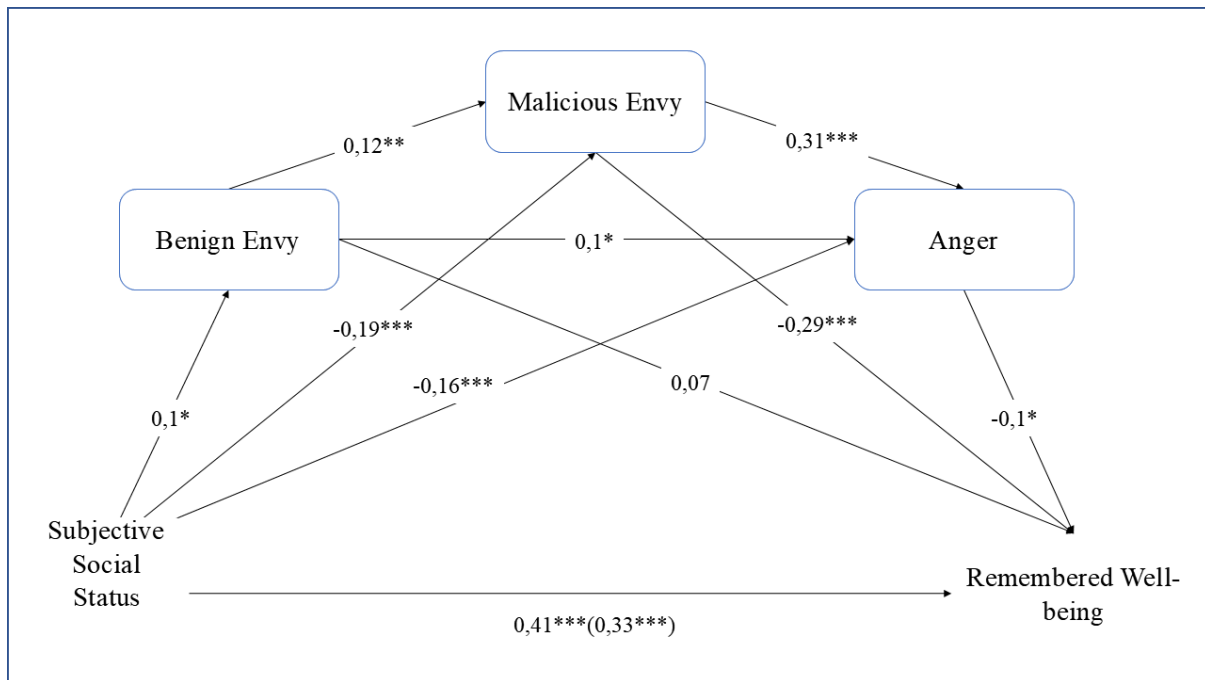 Malicious Envy
0,12**
0,31***
Benign Envy
0,1*
Anger
-0,19***
-0,29***
-0,16***
0,07
0,1*
-0,1*
Subjective
Social
Status
Remembered Well-
being
0,41***(0,33***)